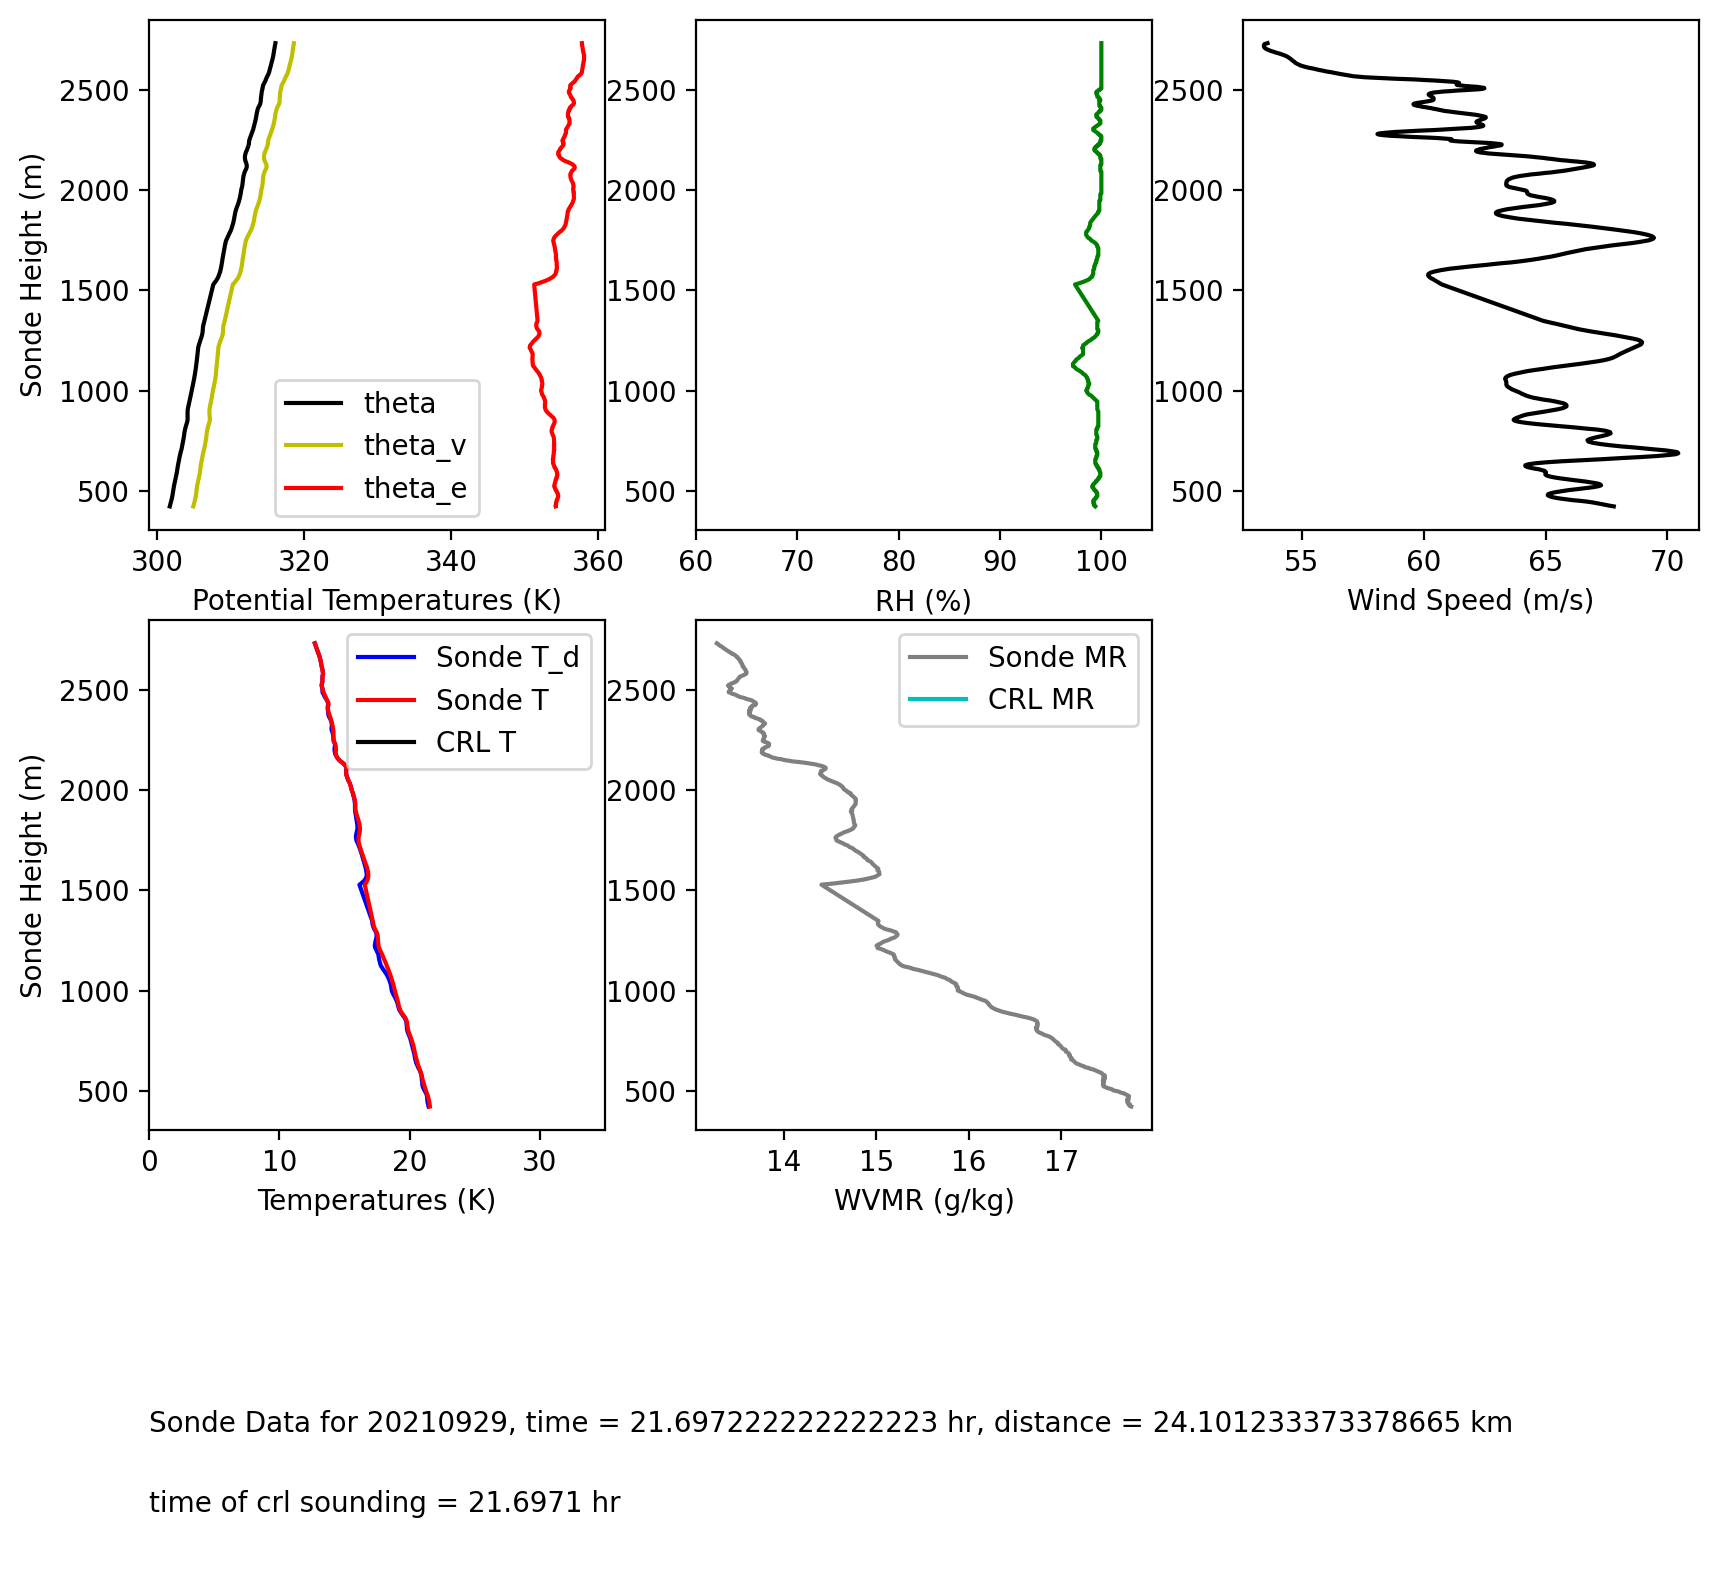 2500
2000
1500
1000
500
Sonde Height (m)
300
320
340
360
Potential Temperatures (K)
theta
theta_v
theta_e
2500
2000
1500
1000
500
60
70
80
90
100
RH (%)
2500
2000
1500
1000
500
55
60
65
70
Wind Speed (m/s)
2500
2000
1500
1000
500
Sonde Height (m)
0
10
20
30
Temperatures (K)
Sonde T_d
Sonde T
CRL T
2500
2000
1500
1000
500
14
15
16
17
WVMR (g/kg)
Sonde MR
CRL MR
Sonde Data for 20210929, time = 21.697222222222223 hr, distance = 24.101233373378665 km
time of crl sounding = 21.6971 hr